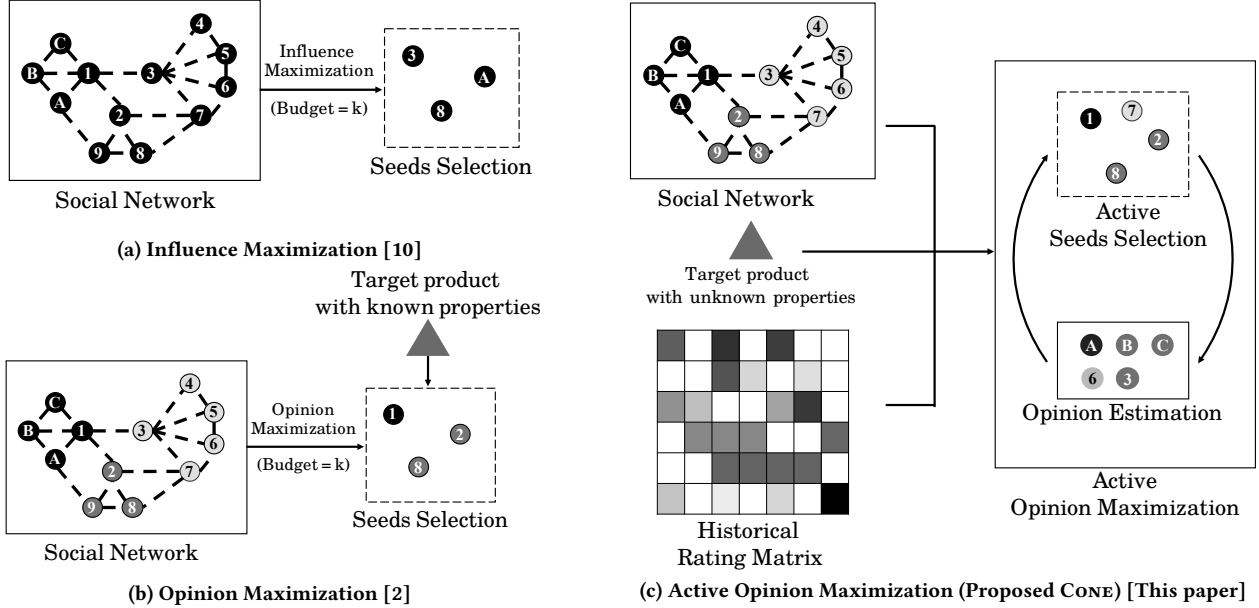 C
B
1
A
3
4
5
6
2
7
9
8
Social Network
Influence
Maximization
(Budget = k)
3
A
8
Seeds Selection
(a) Influence Maximization [10]
Target product
with known properties
C
B
1
A
3
4
5
6
2
7
9
8
Social Network
Opinion
Maximization
(Budget = k)
1
2
8
Seeds Selection
(b) Opinion Maximization [2]
C
B
1
A
3
4
5
6
2
7
9
8
Social Network
Target product
with unknown properties
Historical
Rating Matrix
1
7
2
8
Active
Seeds Selection
A B C
6 3
Opinion Estimation
Active
Opinion Maximization
(c) Active Opinion Maximization (Proposed CONE) [This paper]